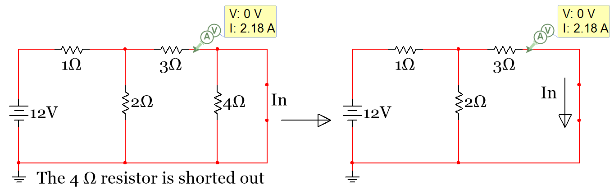 V: 0 V
I: 2.18 A
V: 0 V
I: 2.18 A
A V
A V
1Ω
3Ω
1Ω
3Ω
2Ω
4Ω
In
2Ω
In
12V
12V
The 4 Ω resistor is shorted out